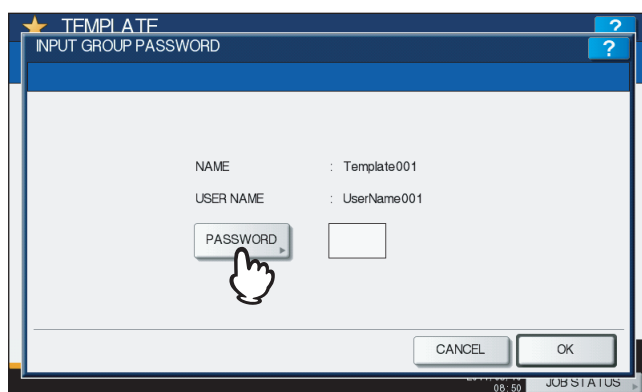 TEMPLATE ?
INPUT GROUP PASSWORD ?
NAME : Template001
USER NAME : UserName001
PASSWORD
CANCEL OK
08:50 JOB STATUS